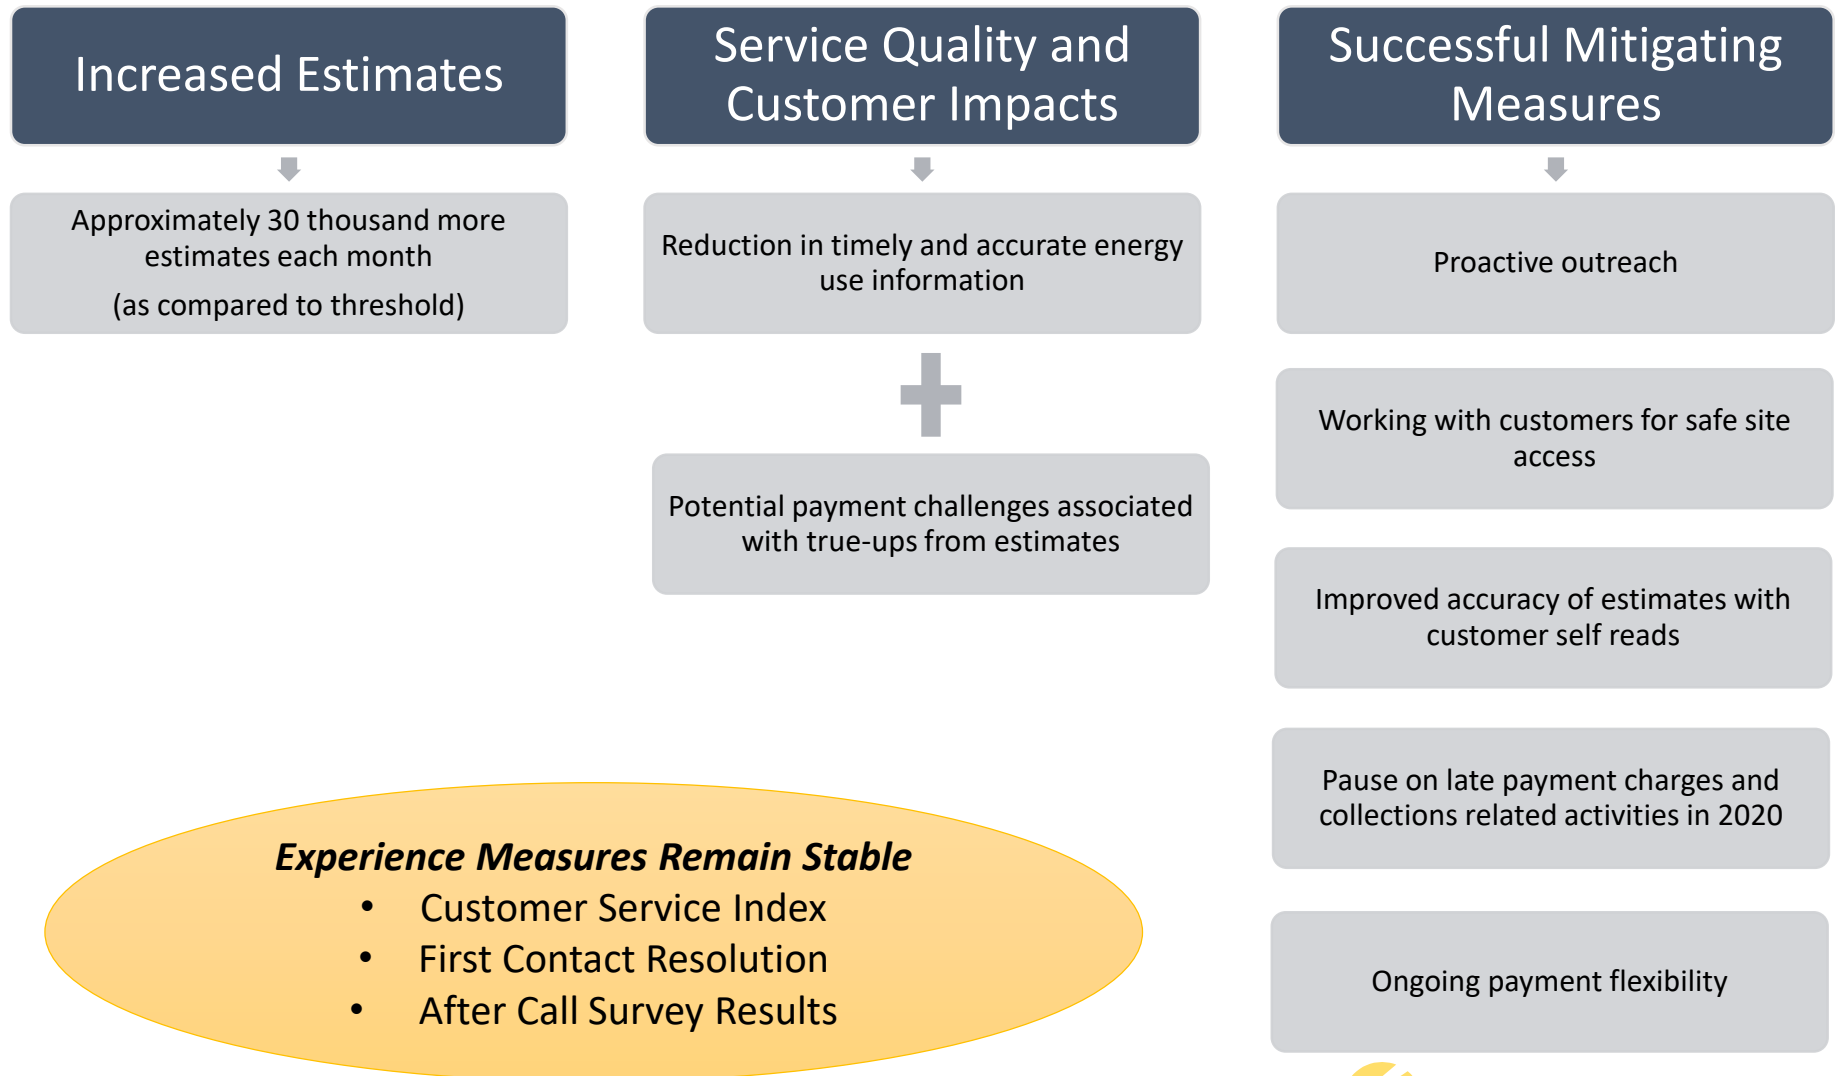 Increased Estimates
Approximately 30 thousand more
estimates each month
(as compared to threshold)
Service Quality and
Customer Impacts
Reduction in timely and accurate energy
use information
Potential payment challenges associated
with true-ups from estimates
Successful Mitigating
Measures
Proactive outreach
Working with customers for safe site
access
Improved accuracy of estimates with
customer self reads
Pause on late payment charges and
collections related activities in 2020
Ongoing payment flexibility
Experience Measures Remain Stable
• Customer Service Index
• First Contact Resolution
• After Call Survey Results